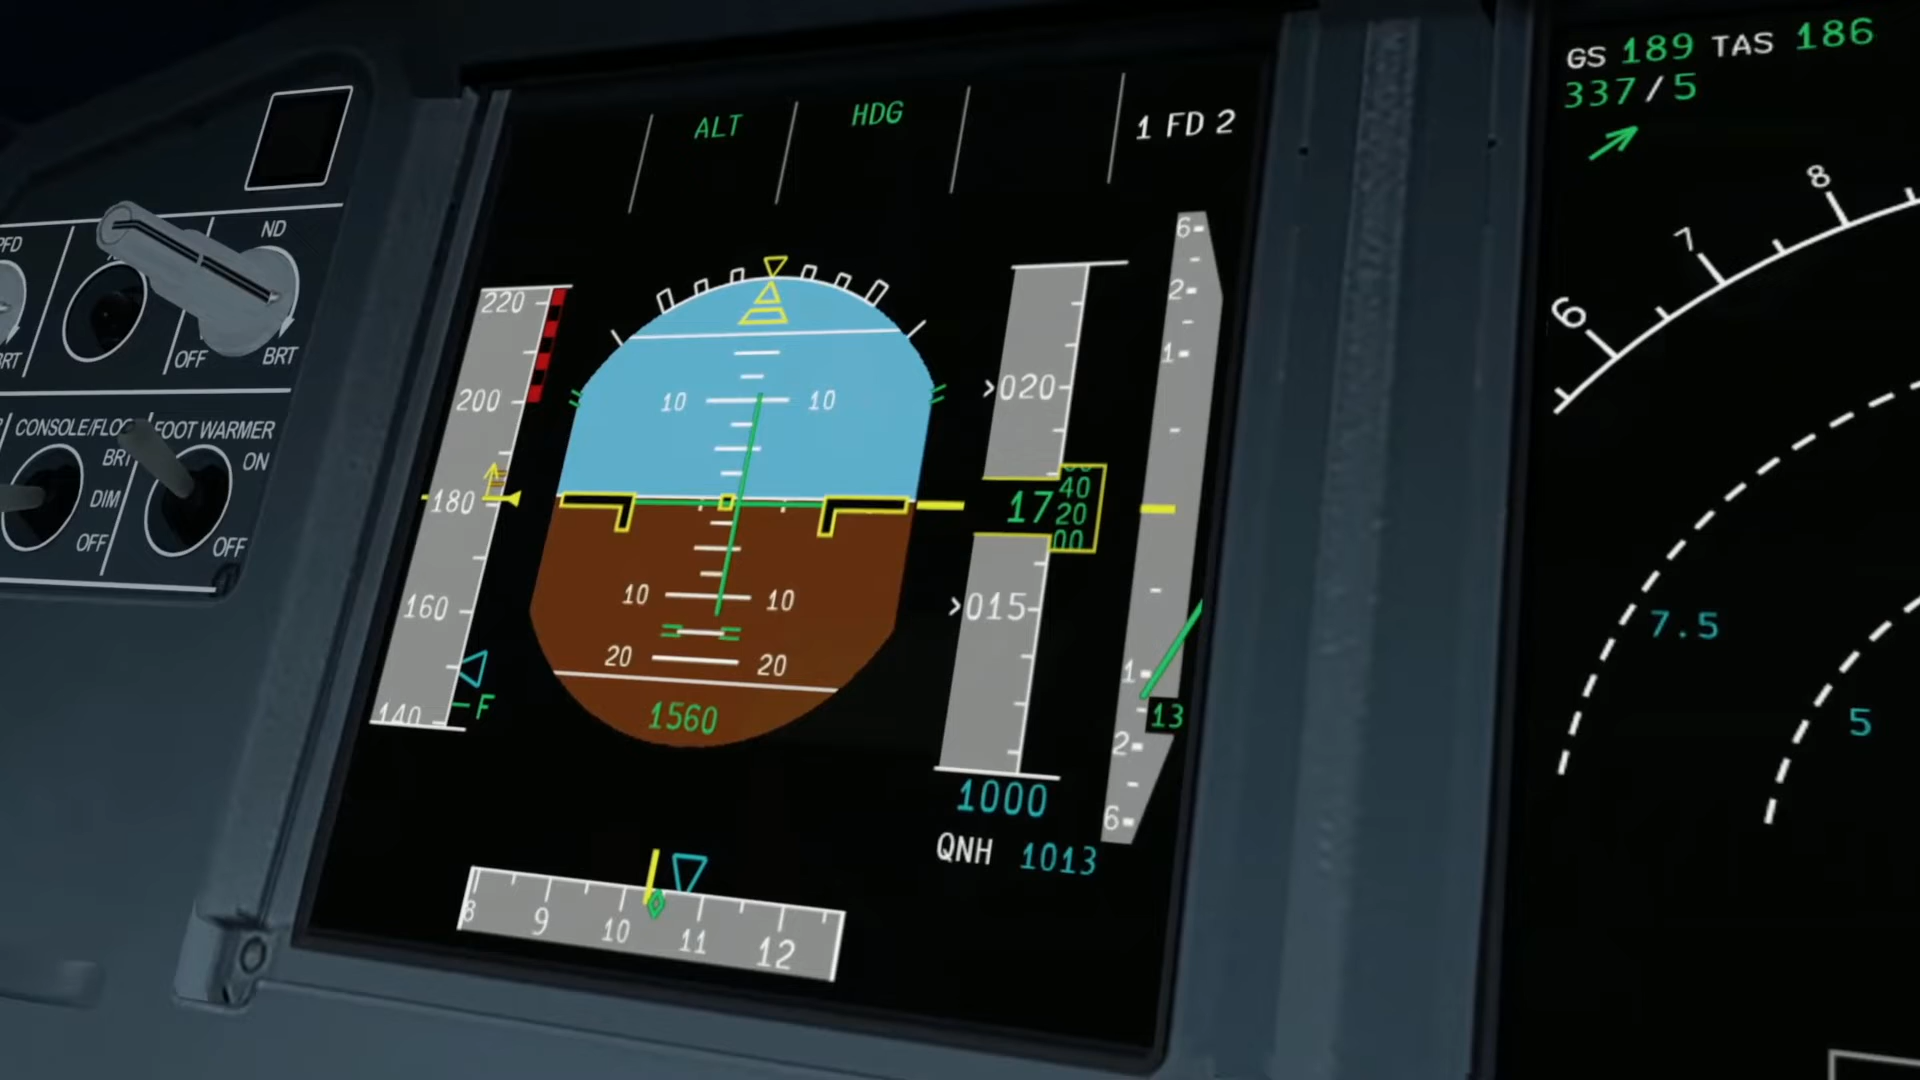 GS 189 TAS 186
337/5
ALT HDG 1 FD 2
ND
OFF BRT
CONSOLE/FLOO FOOT WARMER
BRT
DIM
OFF
ON
OFF
220
200
180
160
140
F
10 10
10 10
20 20
1560
020
17
40
20
00
015
1000
QNH 1013
6
2
1
1
13
2
6
8 9 10 11 12
6 7 8
7.5
5